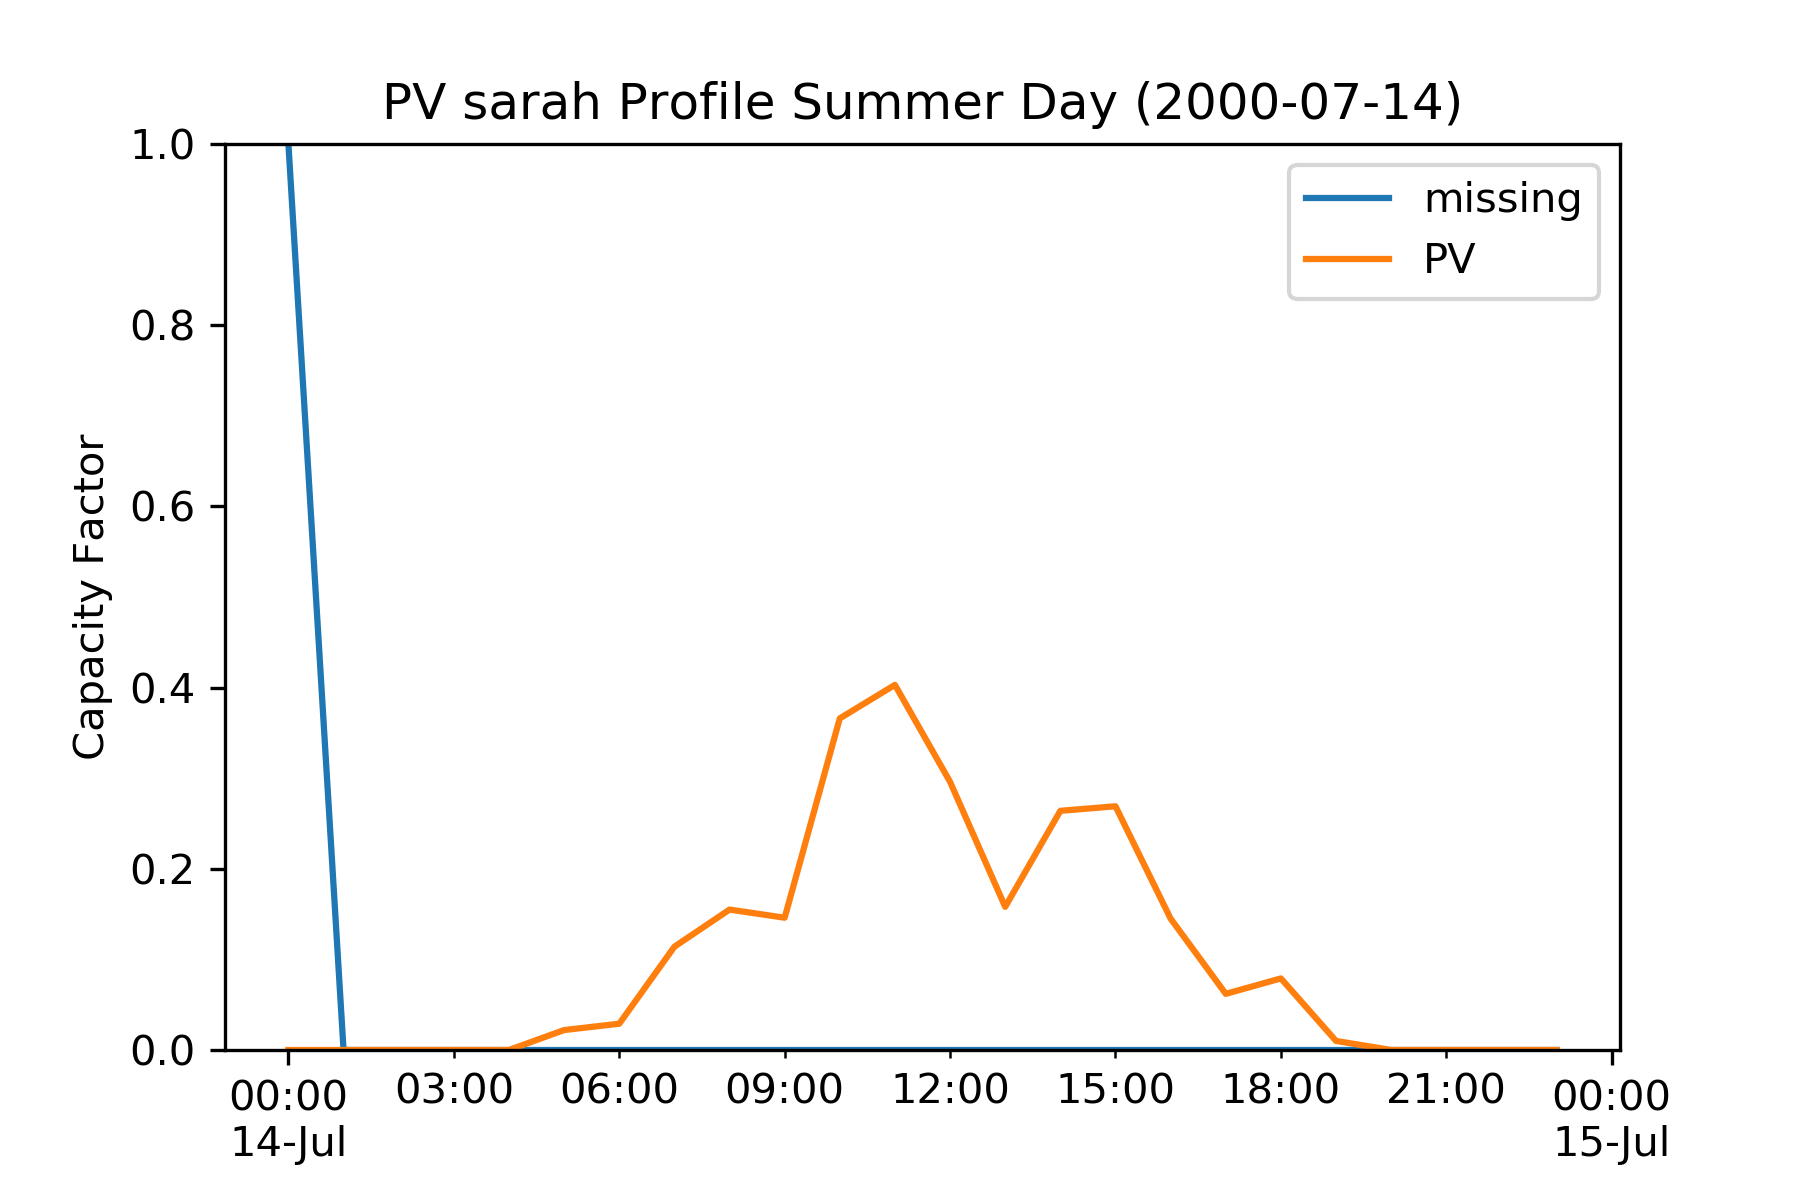 PV sarah Profile Summer Day (2000-07-14)
1.0
0.8
0.6
0.4
0.2
0.0
Capacity Factor
missing
PV
00:00 03:00 06:00 09:00 12:00 15:00 18:00 21:00 00:00
14-Jul 15-Jul